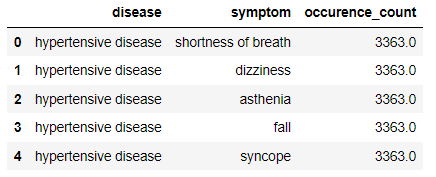 disease symptom occurence_count
0 hypertensive disease shortness of breath 3363.0
1 hypertensive disease dizziness 3363.0
2 hypertensive disease asthenia 3363.0
3 hypertensive disease fall 3363.0
4 hypertensive disease syncope 3363.0